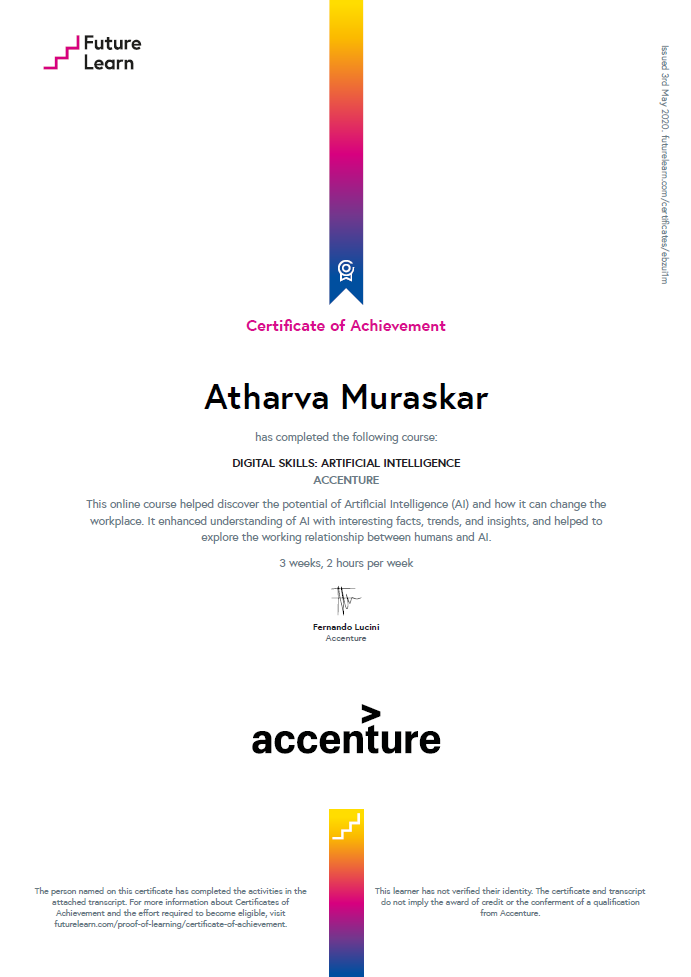 Future
Learn
Issued 3rd May 2020. futurelearn.com/certificates/ebzui1m
Certificate of Achievement
Atharva Muraskar
has completed the following course:
DIGITAL SKILLS: ARTIFICIAL INTELLIGENCE
ACCENTURE
This online course helped discover the potential of Artificial Intelligence (AI) and how it can change the
workplace. It enhanced understanding of AI with interesting facts, trends, and insights, and helped to
explore the working relationship between humans and AI.
3 weeks, 2 hours per week
Fernando Lucini
Accenture
accenture
The person named on this certificate has completed the activities in the
attached transcript. For more information about Certificates of
Achievement and the effort required to become eligible, visit
futurelearn.com/proof-of-learning/certificate-of-achievement.
This learner has not verified their identity. The certificate and transcript
do not imply the award of credit or the conferment of a qualification
from Accenture.